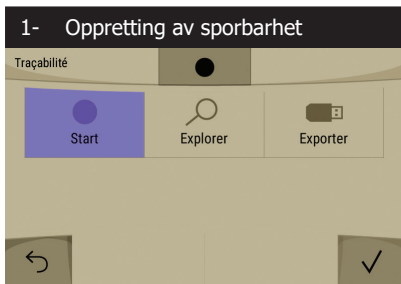 1- Oppretting av sporbarhet
Traçabilité
Start Explorer Exporter